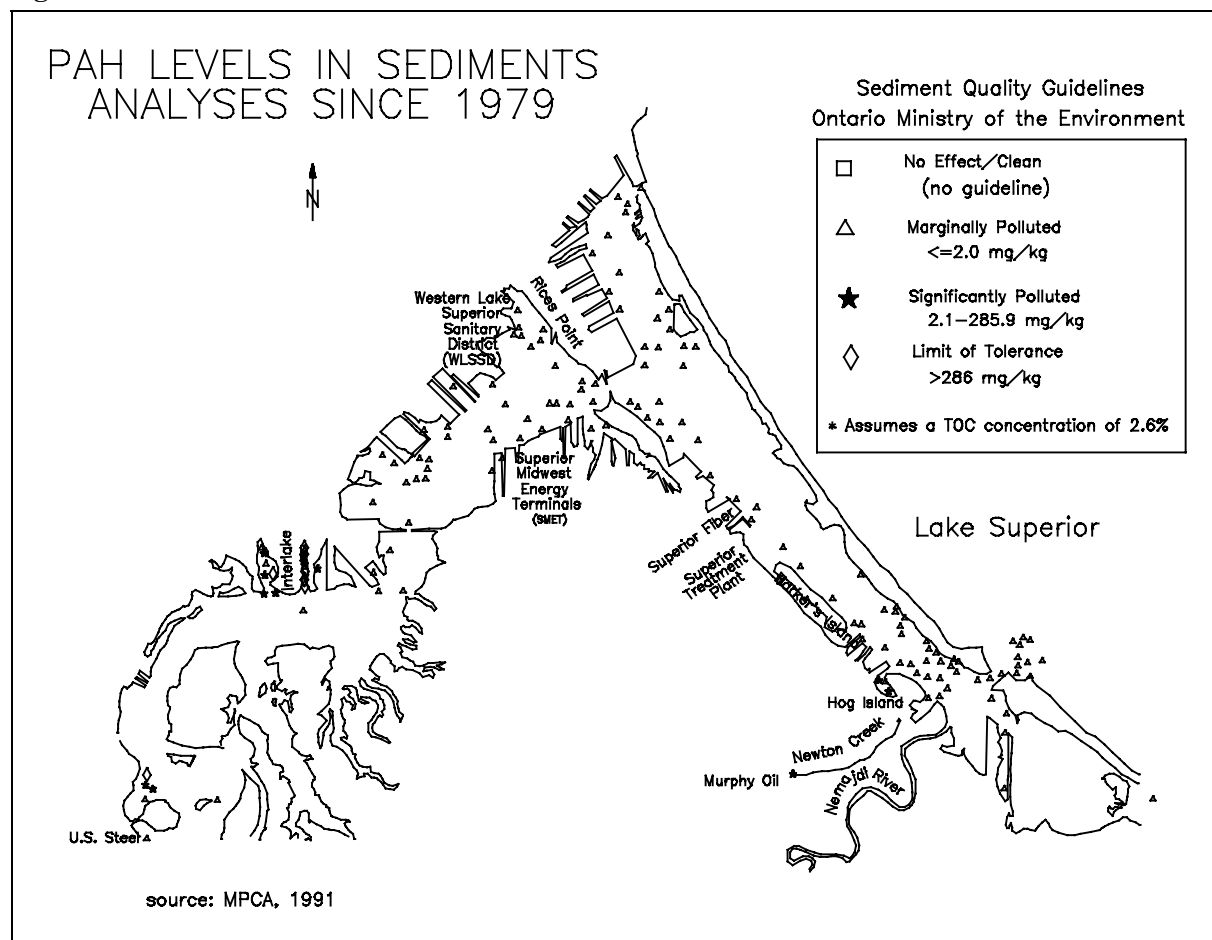 PAH LEVELS IN SEDIMENTS
ANALYSES SINCE 1979
N
Sediment Quality Guidelines
Ontario Ministry of the Environment
No Effect/Clean
(no guideline)
Marginally Polluted
<=2.0 mg/kg
Significantly Polluted
2.1-285.9 mg/kg
Limit of Tolerance
>286 mg/kg
* Assumes a TOC concentration of 2.6%
Western Lake
Superior
Sanitary
District
(WLSSD)
Rices Point
Superior
Midwest
Energy
Terminals
(SMET)
Interlake
Superior Fiber
Superior
Treatment
Plant
Lake Superior
Barker's Island
Hog Island
Newton Creek
Murphy Oil
Nemajdi River
U.S. Steel
source: MPCA, 1991